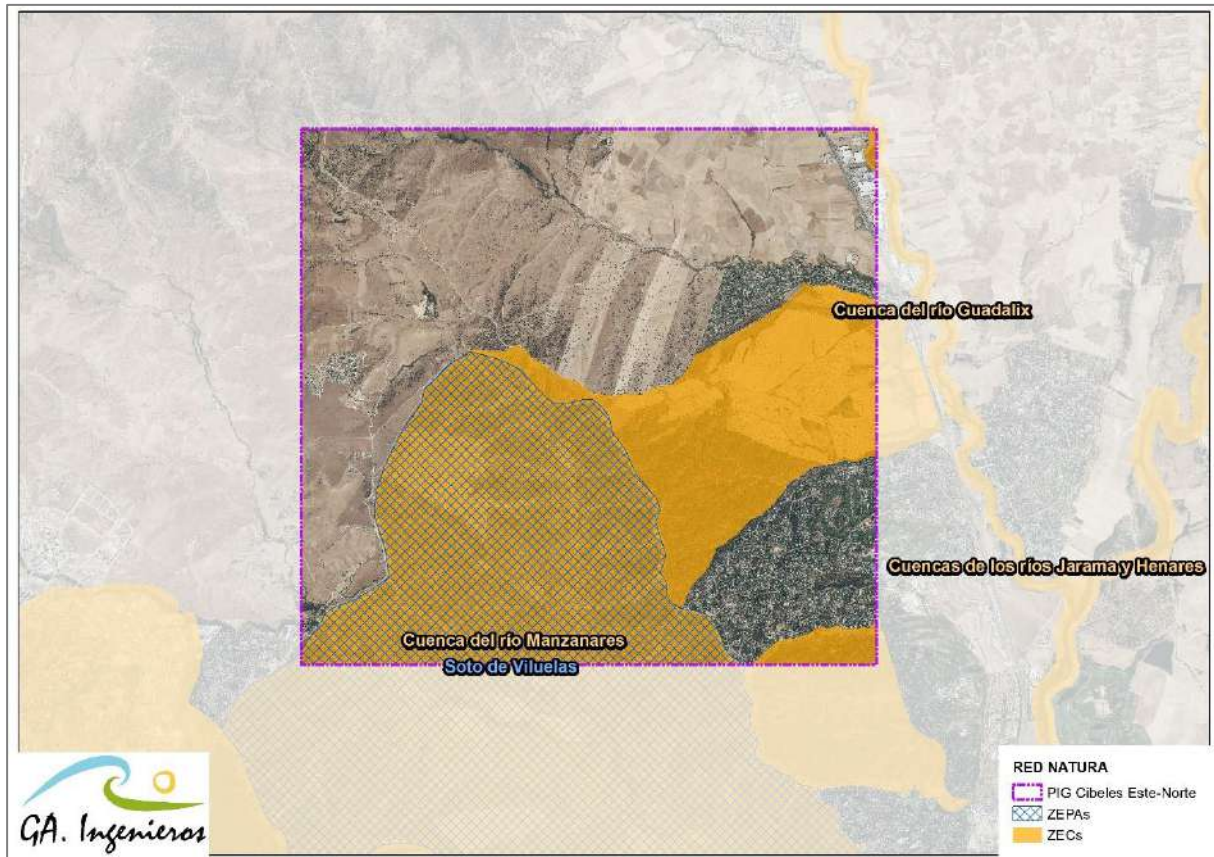 Cuenca del río Guadalix
Cuencas de los ríos Jarama y Henares
Cuenca del río Manzanares
Soto de Viluelas
GA. Ingenieros
RED NATURA
PIG Cibeles Este-Norte
ZEPAs
ZECs